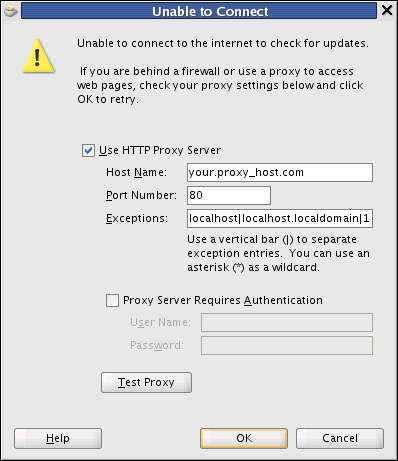 Unable to Connect
Unable to connect to the internet to check for updates.
If you are behind a firewall or use a proxy to access
web pages, check your proxy settings below and click
OK to retry.
Use HTTP Proxy Server
Host Name: your.proxy_host.com
Port Number: 80
Exceptions: localhost|localhost.localdomain|1
Use a vertical bar (|) to separate
exception entries. You can use an
asterisk (*) as a wildcard.
Proxy Server Requires Authentication
User Name:
Password:
Test Proxy
Help OK Cancel